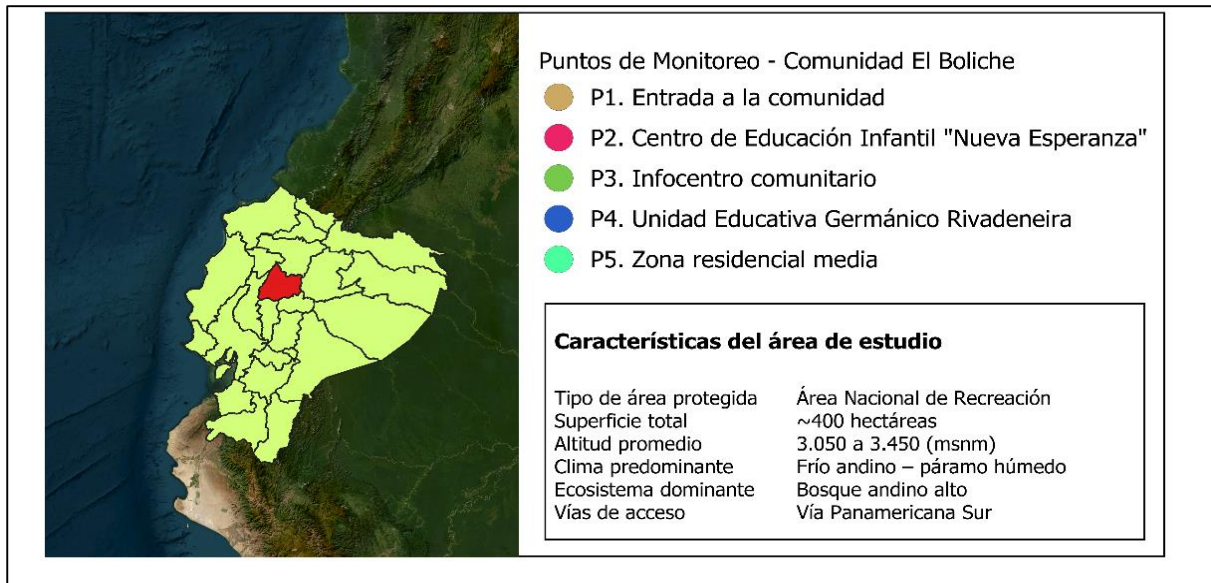 Puntos de Monitoreo - Comunidad El Boliche
P1. Entrada a la comunidad
P2. Centro de Educación Infantil "Nueva Esperanza"
P3. Infocentro comunitario
P4. Unidad Educativa Germánico Rivadeneira
P5. Zona residencial media
Características del área de estudio
Tipo de área protegida Área Nacional de Recreación
Superficie total ~400 hectáreas
Altitud promedio 3.050 a 3.450 (msnm)
Clima predominante Frío andino – páramo húmedo
Ecosistema dominante Bosque andino alto
Vías de acceso Vía Panamericana Sur